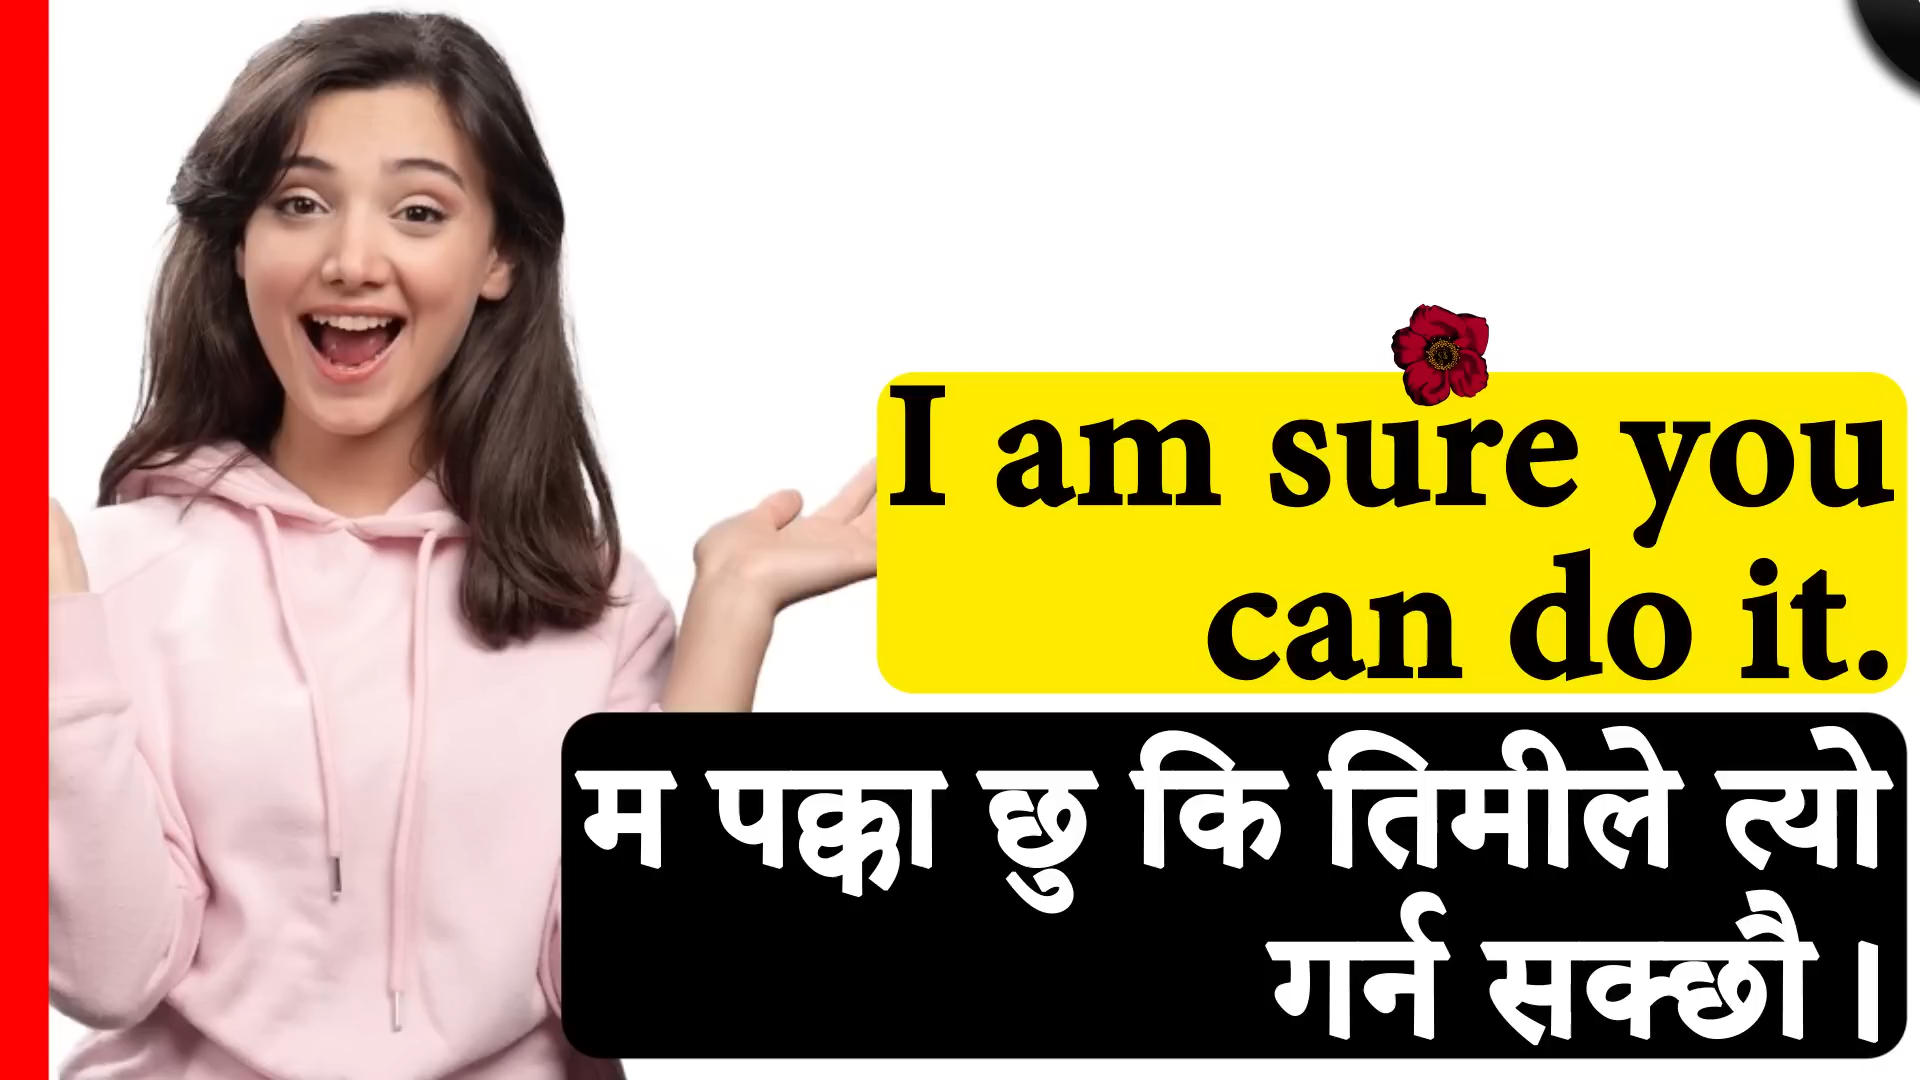 I am sure you
can do it.
म पक्का छु कि तिमीले त्यो
गर्न सक्छौ ।